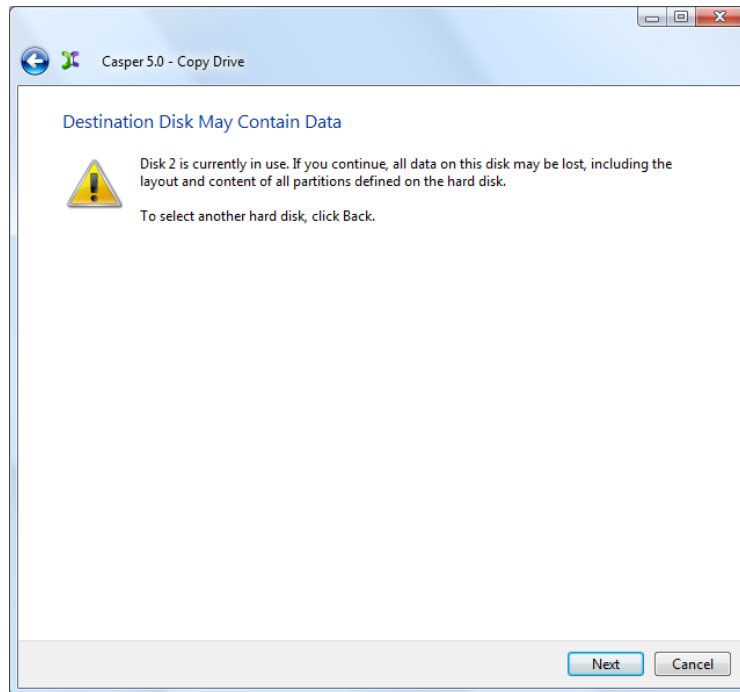 Casper 5.0 - Copy Drive
Destination Disk May Contain Data
Disk 2 is currently in use. If you continue, all data on this disk may be lost, including the
layout and content of all partitions defined on the hard disk.
To select another hard disk, click Back.
Next Cancel